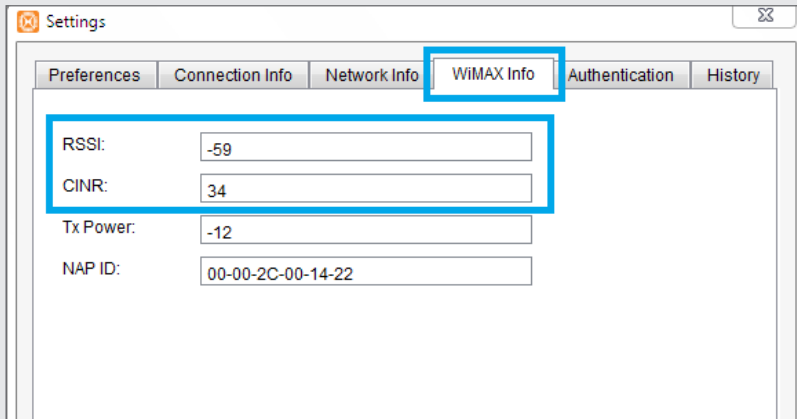 Settings
Preferences Connection Info Network Info WiMAX Info Authentication History
RSSI: -59
CINR: 34
Tx Power: -12
NAP ID: 00-00-2C-00-14-22